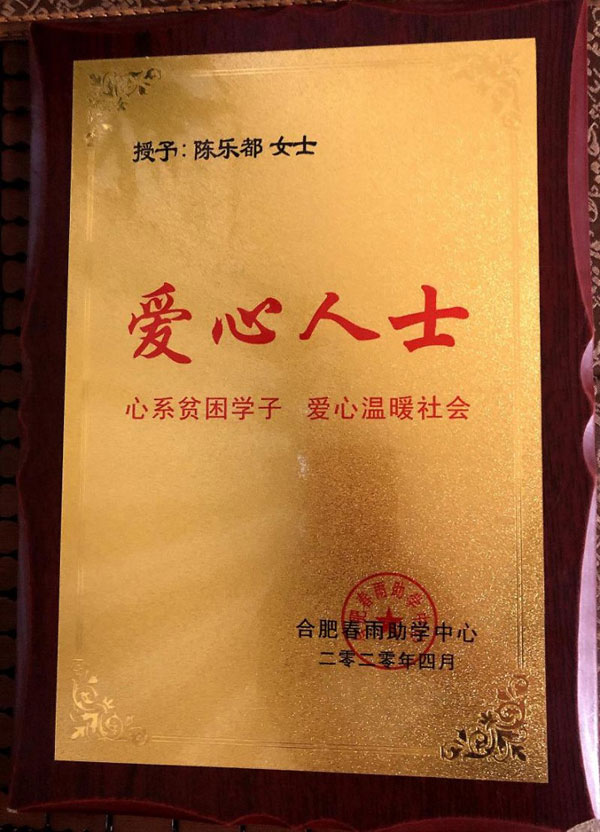 授予：陈乐都 女士
爱心人士
心系贫困学子 爱心温暖社会
合肥春雨助学中心
二零二零年四月